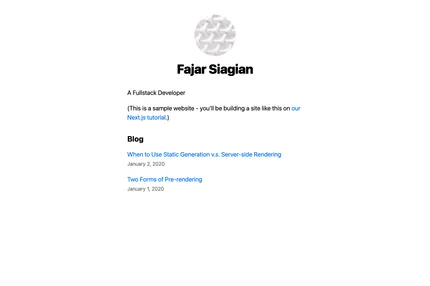 Fajar Siagian
A Fullstack Developer
(This is a sample website - you'll be building a site like this on our
Next.js tutorial.)
Blog
When to Use Static Generation v.s. Server-side Rendering
January 2, 2020
Two Forms of Pre-rendering
January 1, 2020